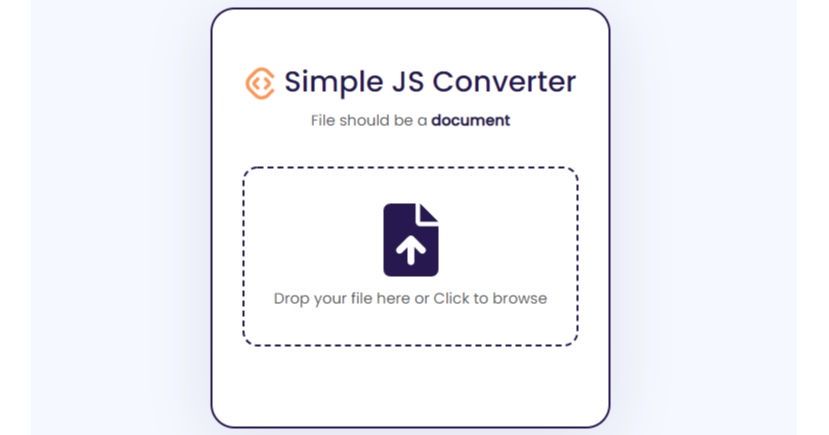 Simple JS Converter
File should be a document
Drop your file here or Click to browse